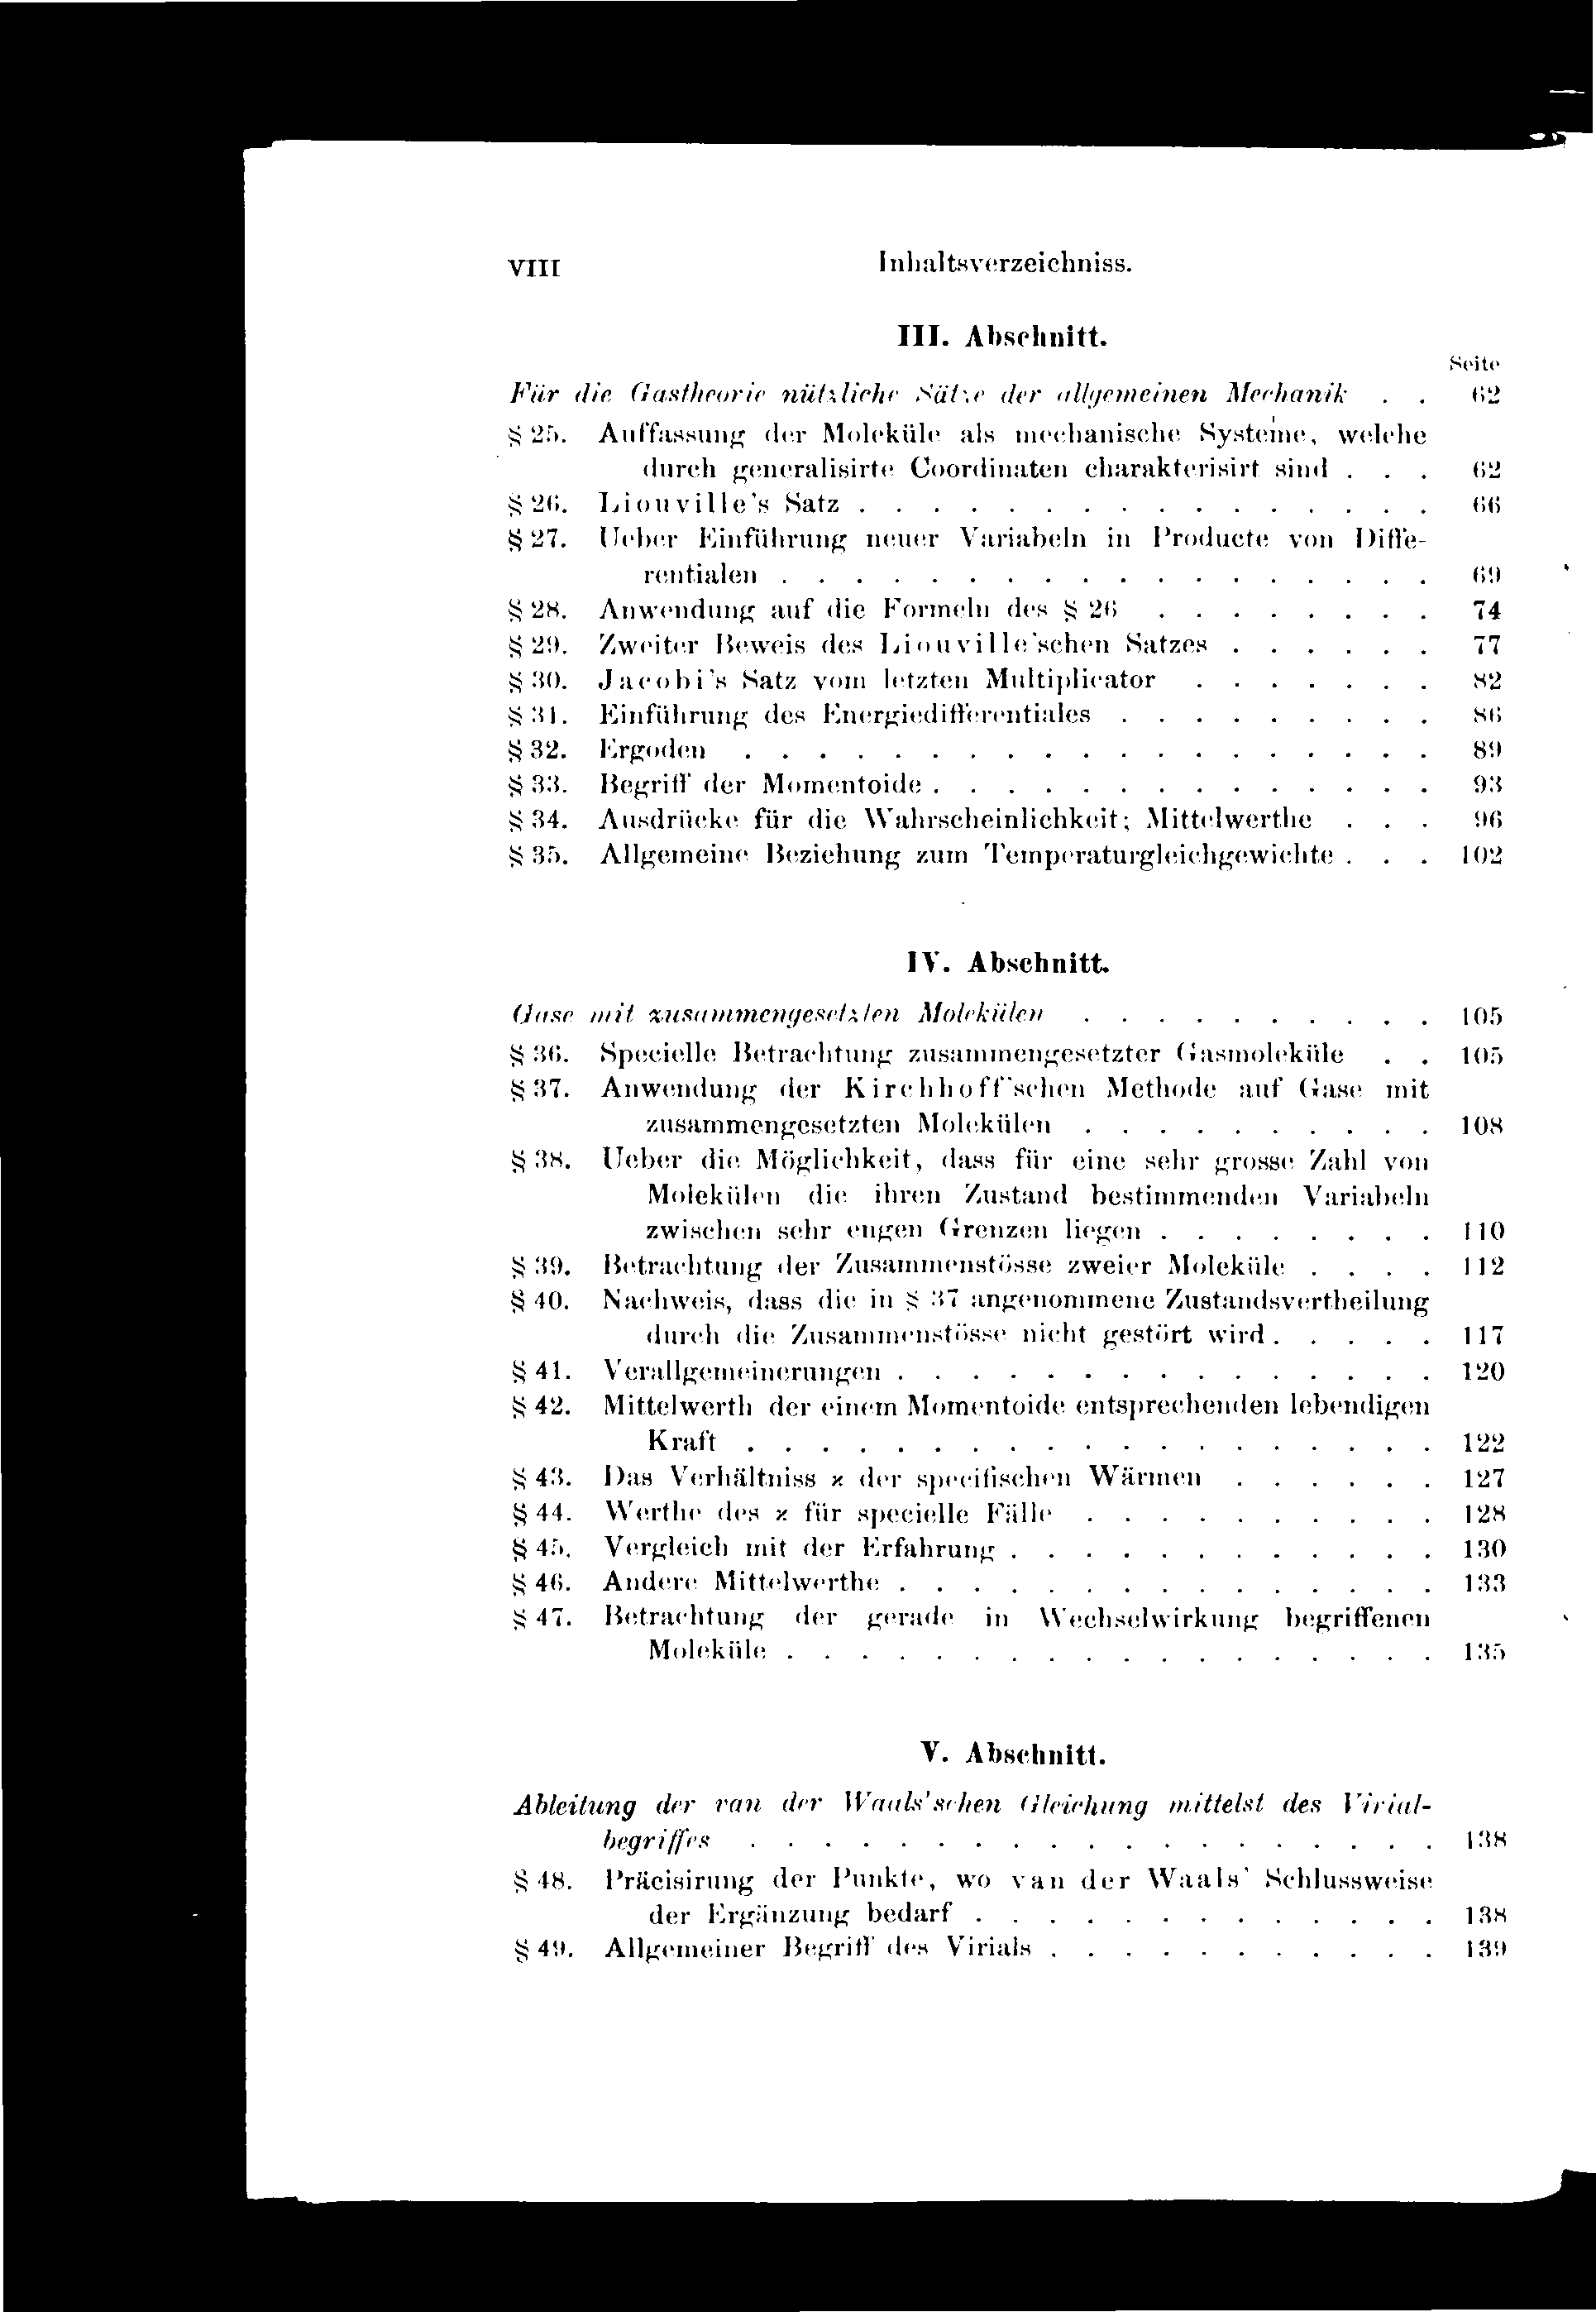 VIII Inhaltsverzeichniss.
III. Abschnitt.
Seite
Für die Gastheorie nützliche Sätze der allgemeinen Mechanik . . 62
§ 25. Auffassung der Moleküle als mechanische Systeme, welche
durch generalisirte Coordinaten charakterisirt sind . . . 62
§ 26. Liouville's Satz . . . . . . . . . . . . . . . . 66
§ 27. Ueber Einführung neuer Variabeln in Producte von Diffe-
rentialen . . . . . . . . . . . . . . . . . . 69
§ 28. Anwendung auf die Formeln des § 26 . . . . . . . . 74
§ 29. Zweiter Beweis des Liouville'schen Satzes . . . . . . 77
§ 30. Jacobi's Satz vom letzten Multiplicator . . . . . . . 82
§ 31. Einführung des Energiedifferentiales . . . . . . . . . 86
§ 32. Ergoden . . . . . . . . . . . . . . . . . . . 89
§ 33. Begriff der Momentoide . . . . . . . . . . . . . . 93
§ 34. Ausdrücke für die Wahrscheinlichkeit; Mittelwerthe . . . 96
§ 35. Allgemeine Beziehung zum Temperaturgleichgewichte . . . 102
IV. Abschnitt.
Gase mit zusammengesetzten Molekülen . . . . . . . . . . 105
§ 36. Specielle Betrachtung zusammengesetzter Gasmoleküle . . 105
§ 37. Anwendung der Kirchhoff'schen Methode auf Gase mit
zusammengesetzten Molekülen . . . . . . . . . . 108
§ 38. Ueber die Möglichkeit, dass für eine sehr grosse Zahl von
Molekülen die ihren Zustand bestimmenden Variabeln
zwischen sehr engen Grenzen liegen . . . . . . . . 110
§ 39. Betrachtung der Zusammenstösse zweier Moleküle . . . . 112
§ 40. Nachweis, dass die in § 37 angenommene Zustandsvertheilung
durch die Zusammenstösse nicht gestört wird . . . . . 117
§ 41. Verallgemeinerungen . . . . . . . . . . . . . . . 120
§ 42. Mittelwerth der einem Momentoide entsprechenden lebendigen
Kraft . . . . . . . . . . . . . . . . . . . 122
§ 43. Das Verhältniss ϰ der specifischen Wärmen . . . . . . 127
§ 44. Werthe des ϰ für specielle Fälle . . . . . . . . . . 128
§ 45. Vergleich mit der Erfahrung . . . . . . . . . . . . 130
§ 46. Andere Mittelwerthe . . . . . . . . . . . . . . . 133
§ 47. Betrachtung der gerade in Wechselwirkung begriffenen
Moleküle . . . . . . . . . . . . . . . . . . 135
V. Abschnitt.
Ableitung der van der Waals'schen Gleichung mittelst des Virial-
begriffes . . . . . . . . . . . . . . . . . . . 138
§ 48. Präcisirung der Punkte, wo van der Waals' Schlussweise
der Ergänzung bedarf . . . . . . . . . . . . . 138
§ 49. Allgemeiner Begriff des Virials . . . . . . . . . . . 139